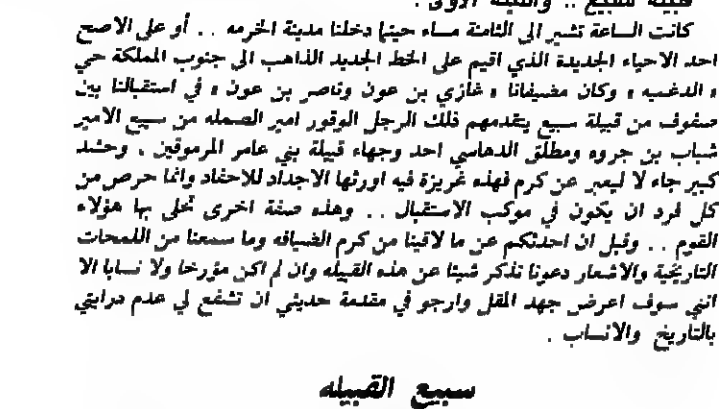 قبيلة سبيع .. والليلة الاولى .
كانت الساعة تشير الى الثامنة مساء حينما دخلنا مدينة الخرمه .. أو على الاصح
احد الاحياء الجديدة الذي اقيم على الخط الجديد الذاهب الى جنوب المملكة حي
« الدغميه » وكان مضيفانا « غازي بن عون وناصر بن عون » في استقبالنا بين
صفوف من قبيلة سبيع يتقدمهم ذلك الرجل الوقور امير الصمله من سبيع الامير
شباب بن جروه ومطلق الدهاسي احد وجهاء قبيلة بني عامر المرموقين . وحشد
كبير جاء لا ليعبر عن كرم فهذه غريزة فيه اورثها الاجداد للاحفاد وانما حرص من
كل فرد ان يكون في موكب الاستقبال .. وهذه صفة اخرى تحلى بها هؤلاء
القوم .. وقبل ان احدثكم عن ما لاقينا من كرم الضيافه وما سمعنا من اللمحات
التاريخية والاشعار دعونا نذكر شيئا عن هذه القبيله وان لم اكن مؤرخا ولا نسابا الا
انني سوف اعرض جهد المقل وارجو في مقدمة حديثي ان تشفع لي عدم درايتي
بالتأريخ والانساب .
سبيع القبيله